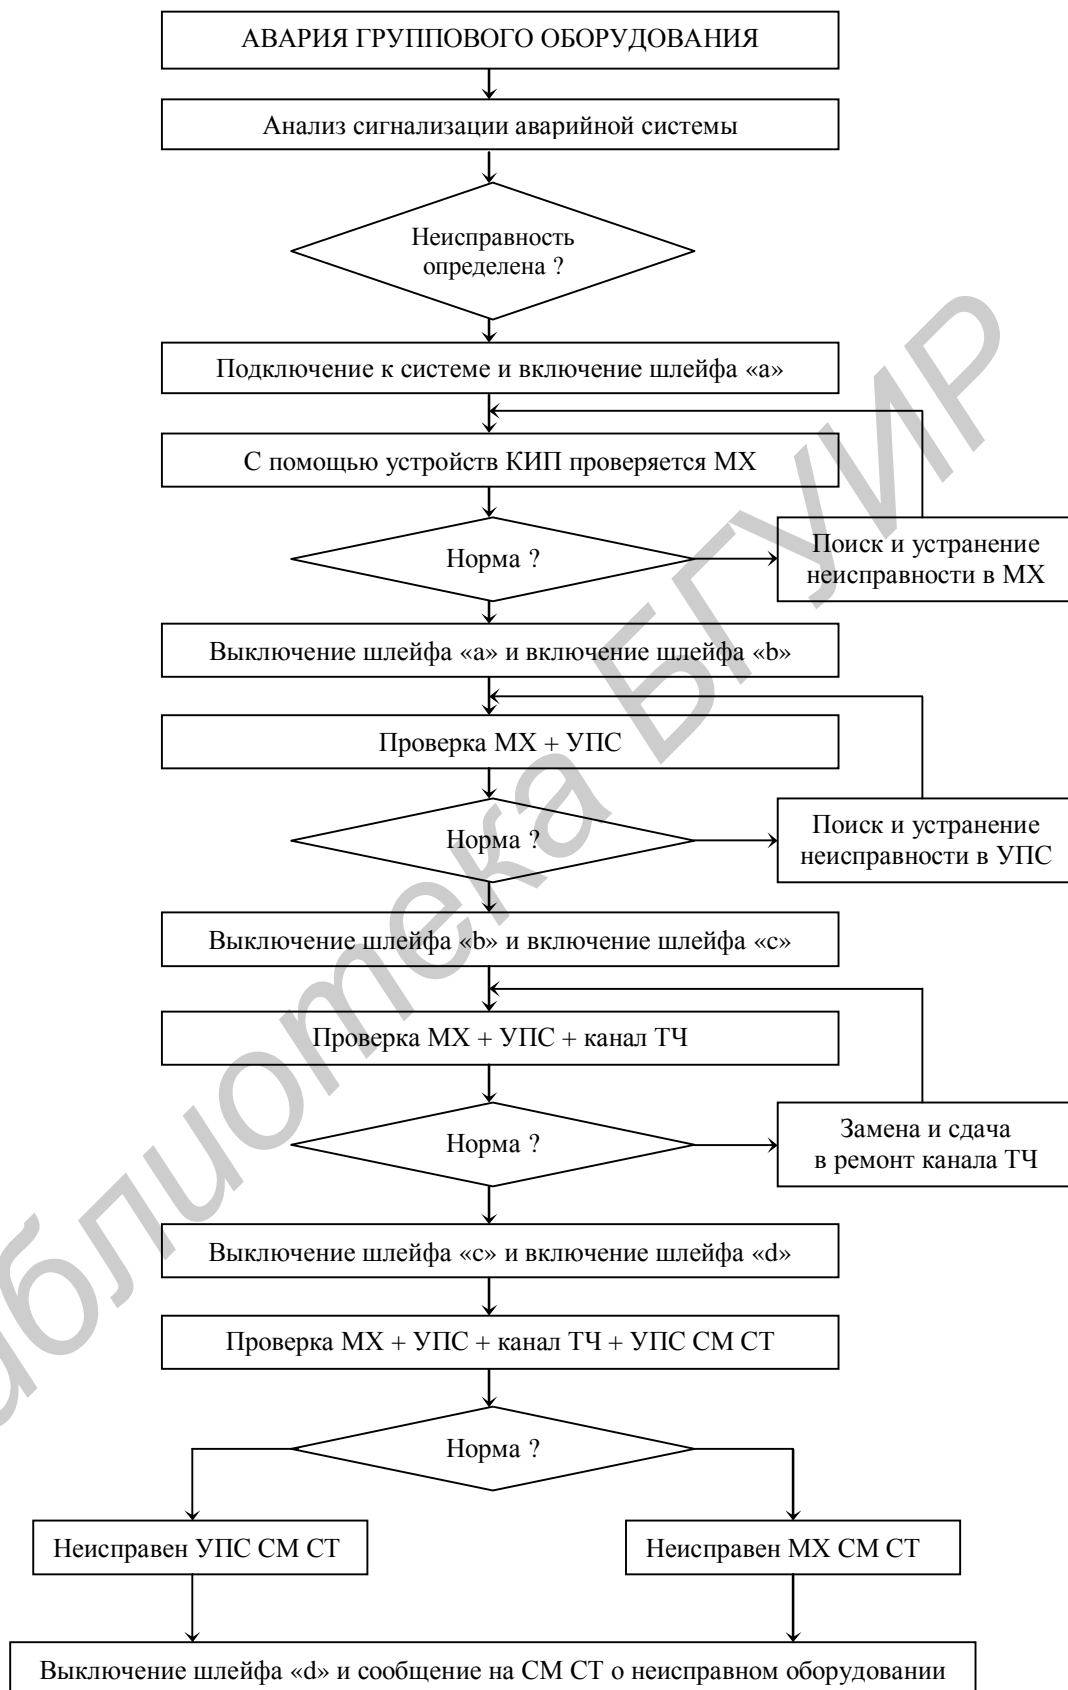 АВАРИЯ ГРУППОВОГО ОБОРУДОВАНИЯ
Анализ сигнализации аварийной системы
Неисправность
определена ?
Подключение к системе и включение шлейфа «a»
С помощью устройств КИП проверяется МХ
Норма ?
Поиск и устранение
неисправности в МХ
Выключение шлейфа «a» и включение шлейфа «b»
Проверка МХ + УПС
Норма ?
Поиск и устранение
неисправности в УПС
Выключение шлейфа «b» и включение шлейфа «c»
Проверка МХ + УПС + канал ТЧ
Норма ?
Замена и сдача
в ремонт канала ТЧ
Выключение шлейфа «c» и включение шлейфа «d»
Проверка МХ + УПС + канал ТЧ + УПС СМ СТ
Норма ?
Неисправен УПС СМ СТ
Неисправен МХ СМ СТ
Выключение шлейфа «d» и сообщение на СМ СТ о неисправном оборудовании
блиотека БГУИР